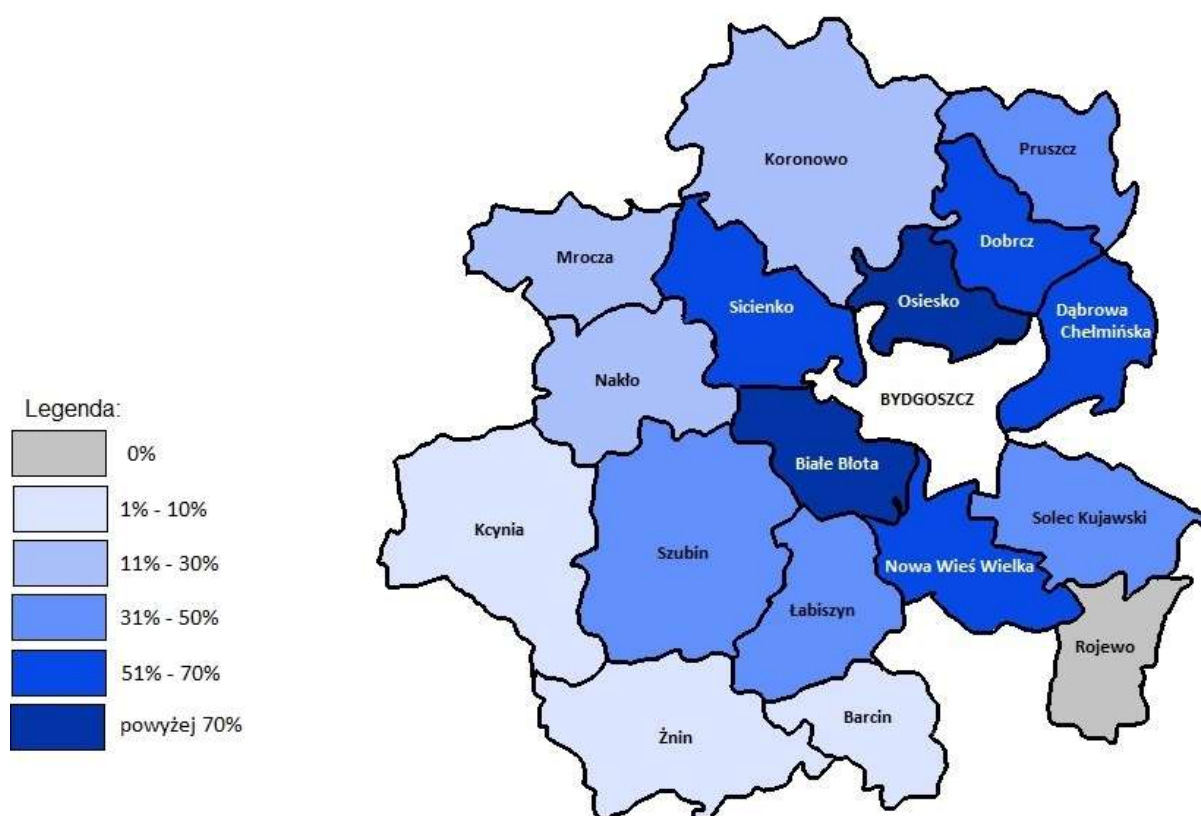 Koronowo
Pruszcz
Dobrcz
Mrocza
Sicienko
Osiesko
Dąbrowa
Chełmińska
Nakło
BYDGOSZCZ
Legenda:
0%
1% - 10%
11% - 30%
31% - 50%
51% - 70%
powyżej 70%
Białe Błota
Kcynia
Szubin
Solec Kujawski
Nowa Wieś Wielka
Łabiszyn
Rojewo
Żnin
Barcin